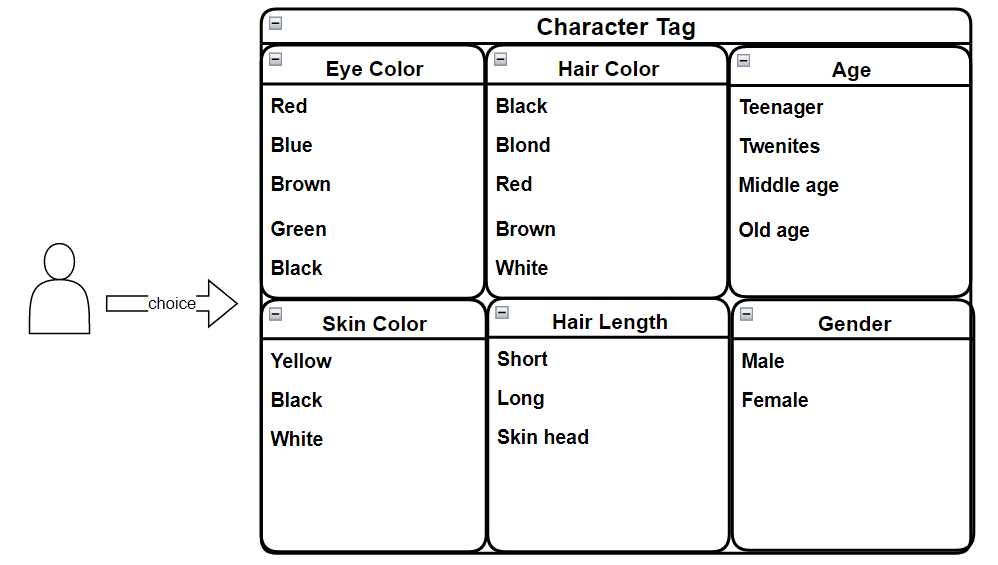 Character Tag
Eye Color
Red
Blue
Brown
Green
Black
Hair Color
Black
Blond
Red
Brown
White
Age
Teenager
Twenites
Middle age
Old age
choice
Skin Color
Yellow
Black
White
Hair Length
Short
Long
Skin head
Gender
Male
Female